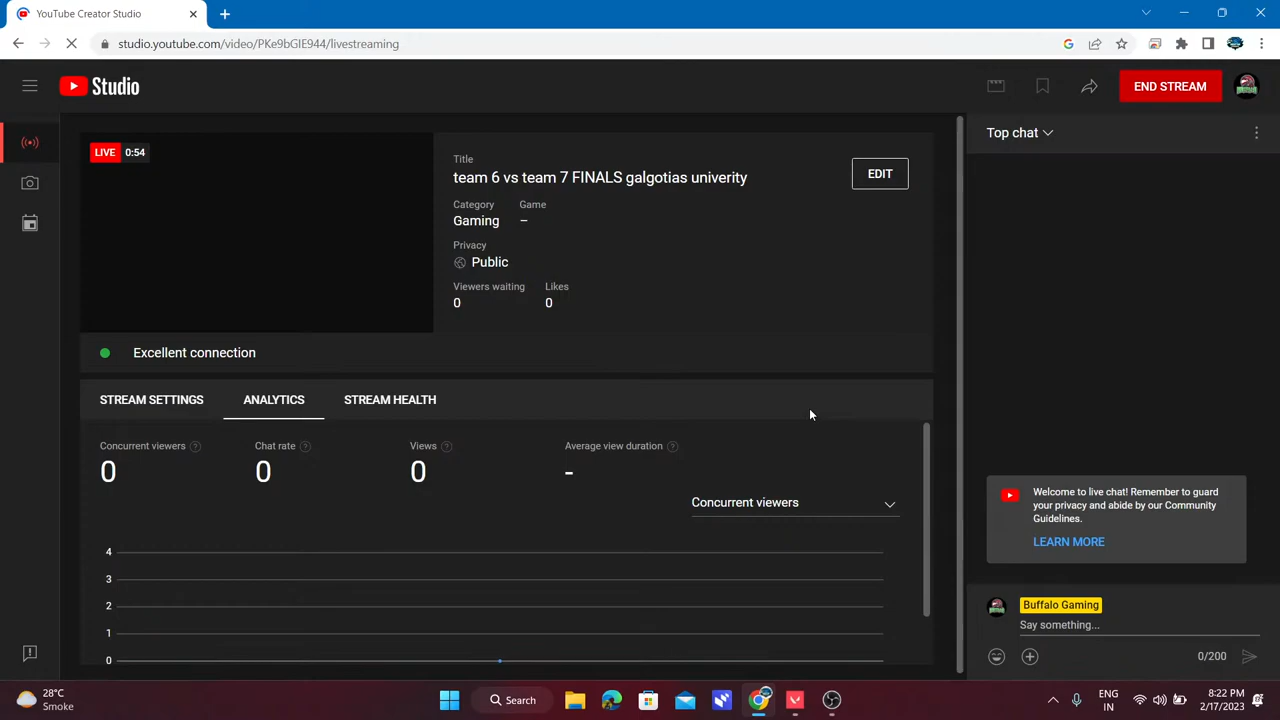 YouTube Creator Studio
studio.youtube.com/video/PKe9bGlE944/livestreaming
Studio
END STREAM
LIVE 0:54
Title
team 6 vs team 7 FINALS galgotias univerity
EDIT
Category Game
Gaming –
Privacy
Public
Viewers waiting Likes
0 0
Excellent connection
Top chat
STREAM SETTINGS ANALYTICS STREAM HEALTH
Concurrent viewers ? Chat rate ? Views ? Average view duration ?
0 0 0 -
Concurrent viewers
4
3
2
1
0
Welcome to live chat! Remember to guard
your privacy and abide by our Community
Guidelines.
LEARN MORE
Buffalo Gaming
Say something...
0/200
28°C
Smoke
Search
ENG
IN
8:22 PM
2/17/2023